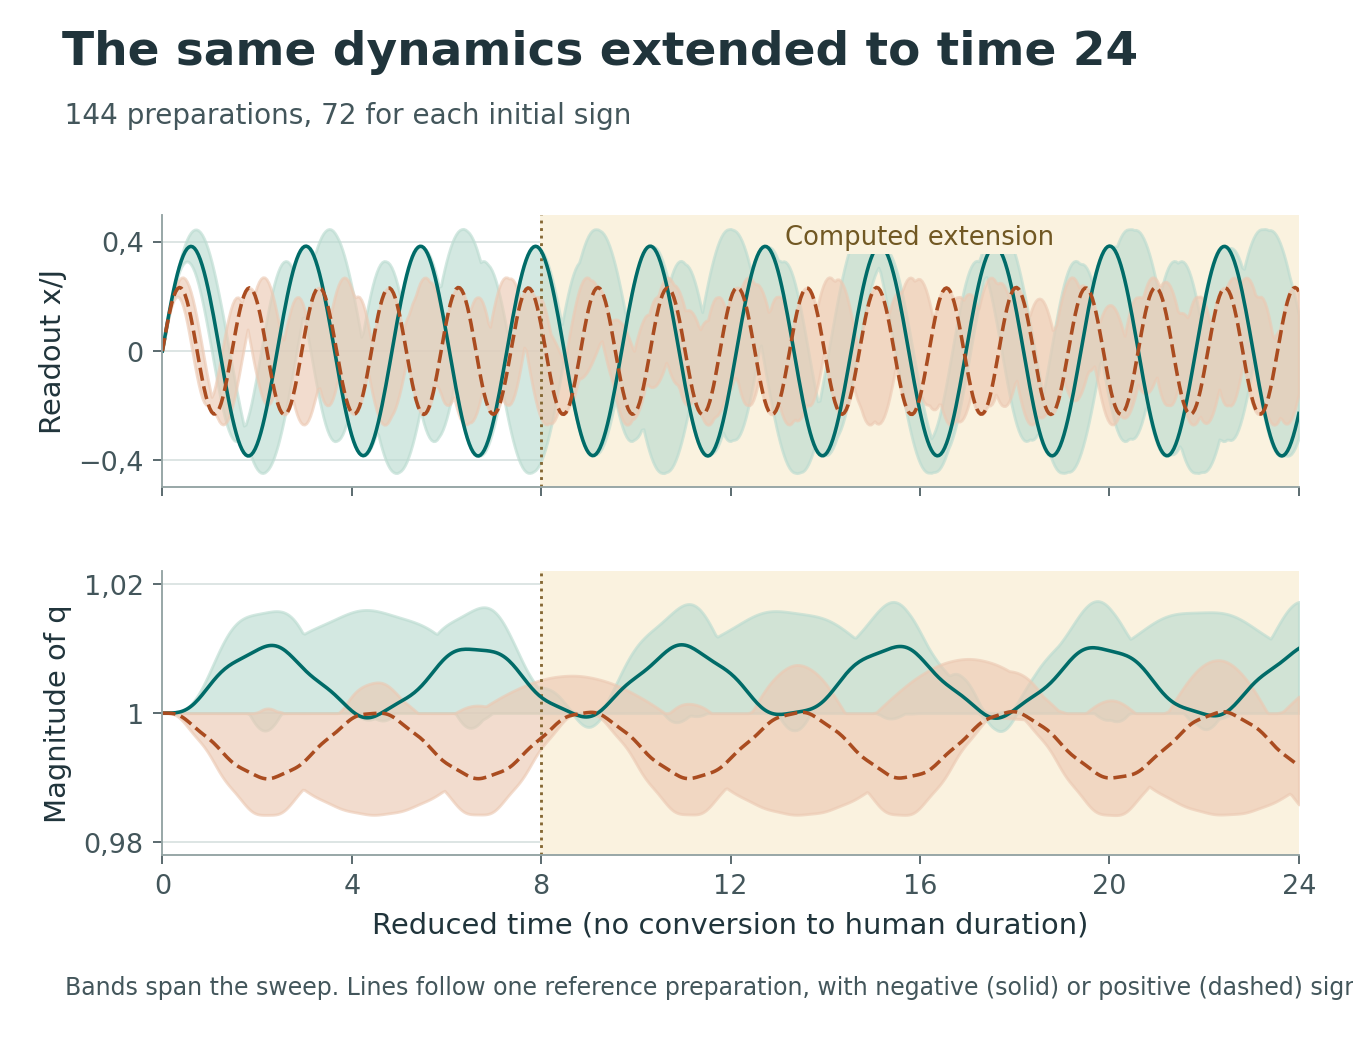 The same dynamics extended to time 24
144 preparations, 72 for each initial sign
Computed extension
Readout x/J
0,4
0
−0,4
Magnitude of q
1,02
1
0,98
0 4 8 12 16 20 24
Reduced time (no conversion to human duration)
Bands span the sweep. Lines follow one reference preparation, with negative (solid) or positive (dashed)